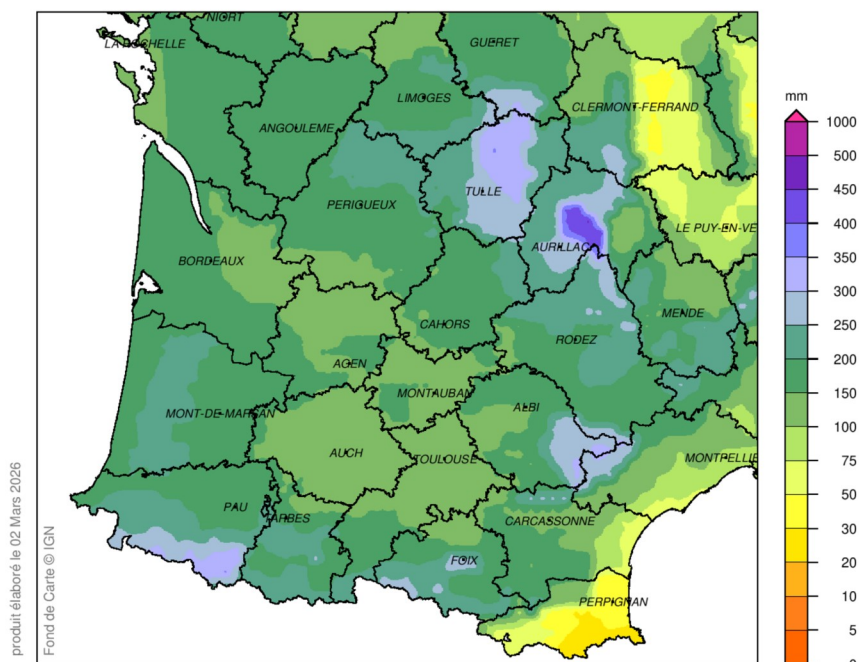 NIORT
LA ROCHELLE
GUERET
LIMOGES
CLERMONT-FERRAND
ANGOULEME
TULLE
PERIGUEUX
LE PUY-EN-VE
AURILLAC
BORDEAUX
MENDE
CAHORS
RODEZ
AGEN
MONTAUBAN
ALBI
MONT-DE-MARSAN
AUCH
TOULOUSE
MONTPELLIE
PAU
TARBES
CARCASSONNE
FOIX
PERPIGNAN
mm
1000
500
450
400
350
300
250
200
150
100
75
50
30
20
10
5
0
produit élaboré le 02 Mars 2026
Fond de Carte © IGN